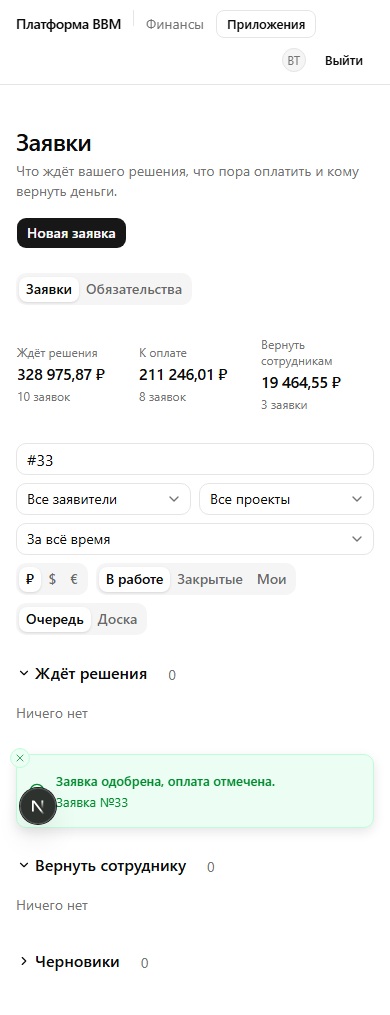 Платформа ВВМ
Финансы
Приложения
ВТ
Выйти
Заявки
Что ждёт вашего решения, что пора оплатить и кому
вернуть деньги.
Новая заявка
Заявки
Обязательства
Ждёт решения
328 975,87 ₽
10 заявок
К оплате
211 246,01 ₽
8 заявок
Вернуть
сотрудникам
19 464,55 ₽
3 заявки
#33
Все заявители
Все проекты
За всё время
₽ $ €
В работе Закрытые Мои
Очередь Доска
Ждёт решения 0
Ничего нет
Заявка одобрена, оплата отмечена.
Заявка №33
N
Вернуть сотруднику 0
Ничего нет
Черновики 0